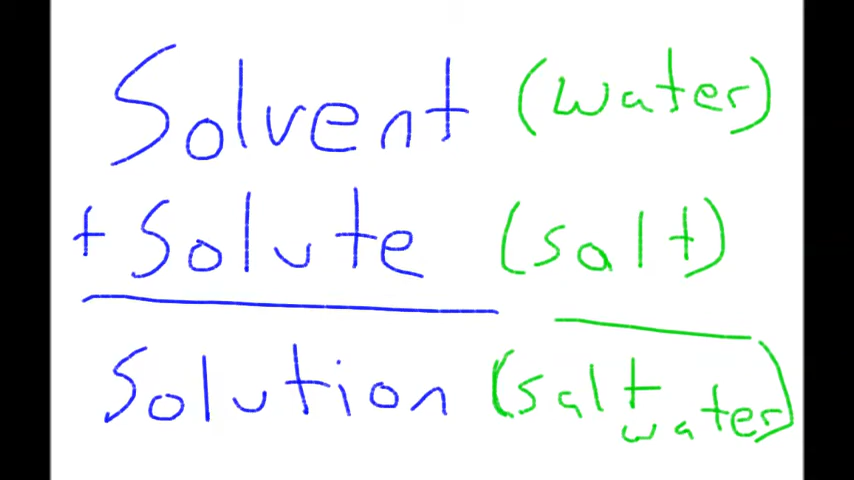 Solvent (water)
+ Solute (salt)
Solution (salt
water)